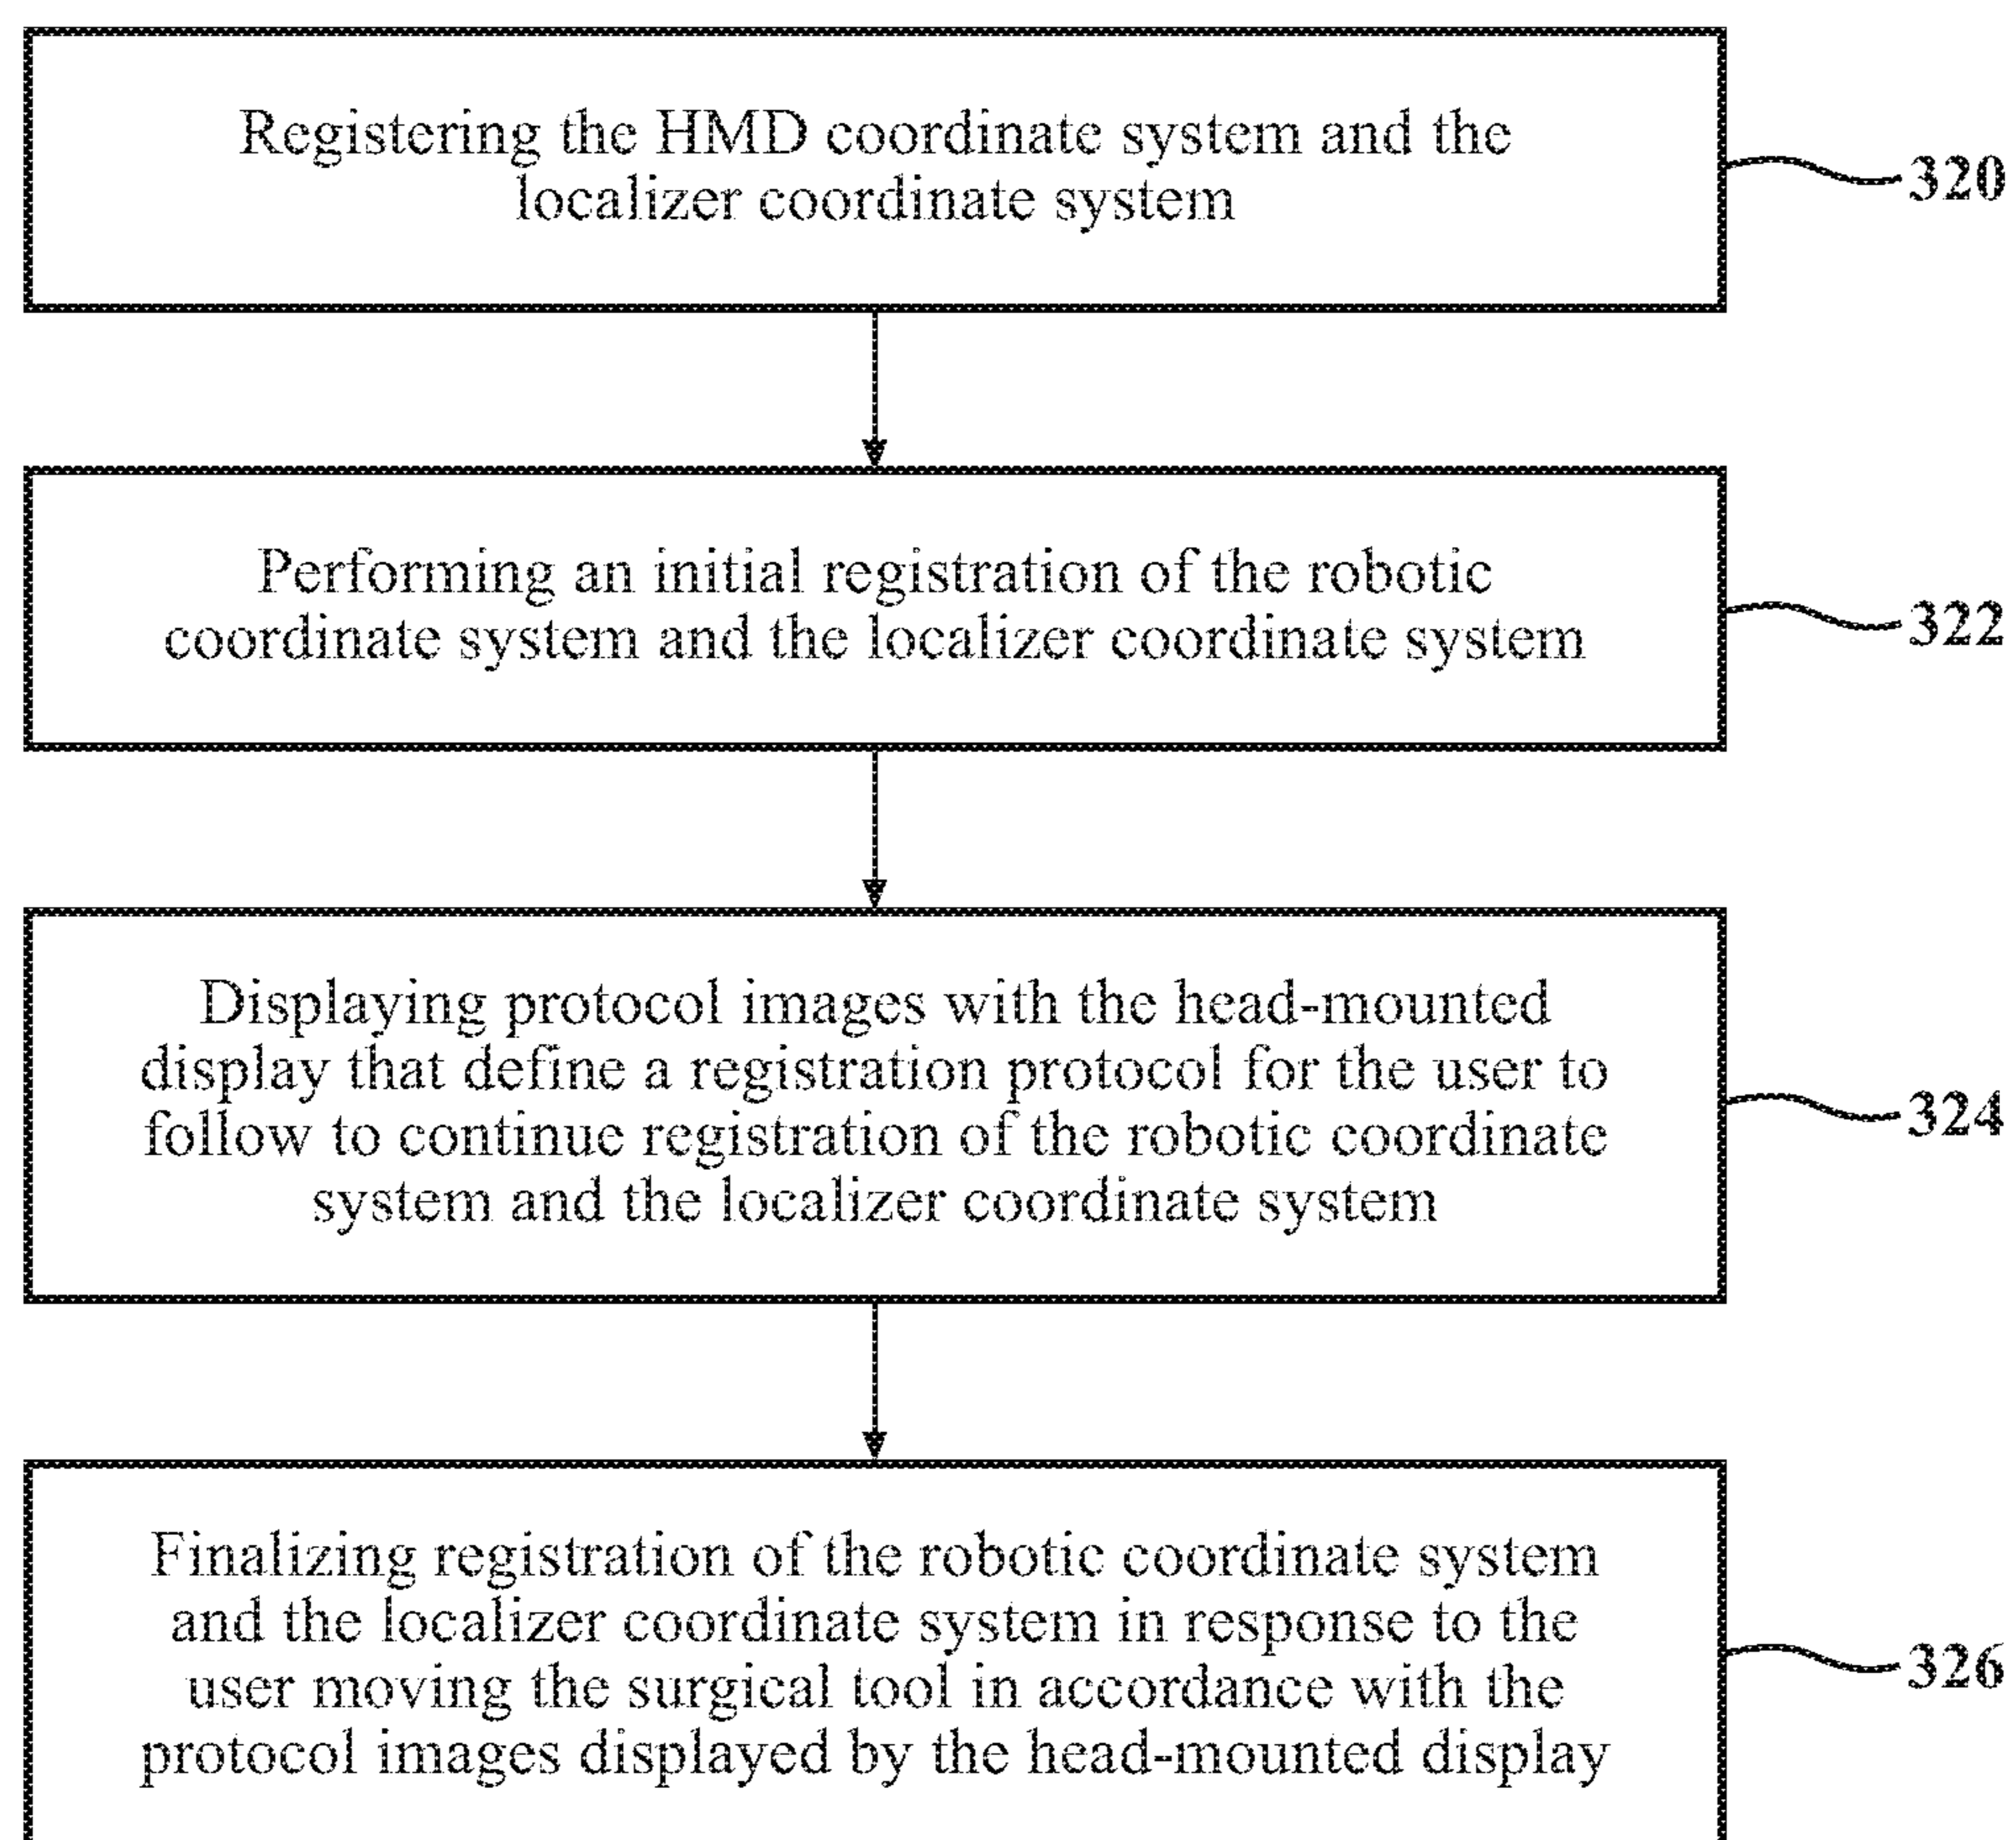 Registering the HMD coordinate system and the
localizer coordinate system
320
Performing an initial registration of the robotic
coordinate system and the localizer coordinate system
322
Displaying protocol images with the head-mounted
display that define a registration protocol for the user to
follow to continue registration of the robotic coordinate
system and the localizer coordinate system
324
Finalizing registration of the robotic coordinate system
and the localizer coordinate system in response to the
user moving the surgical tool in accordance with the
protocol images displayed by the head-mounted display
326